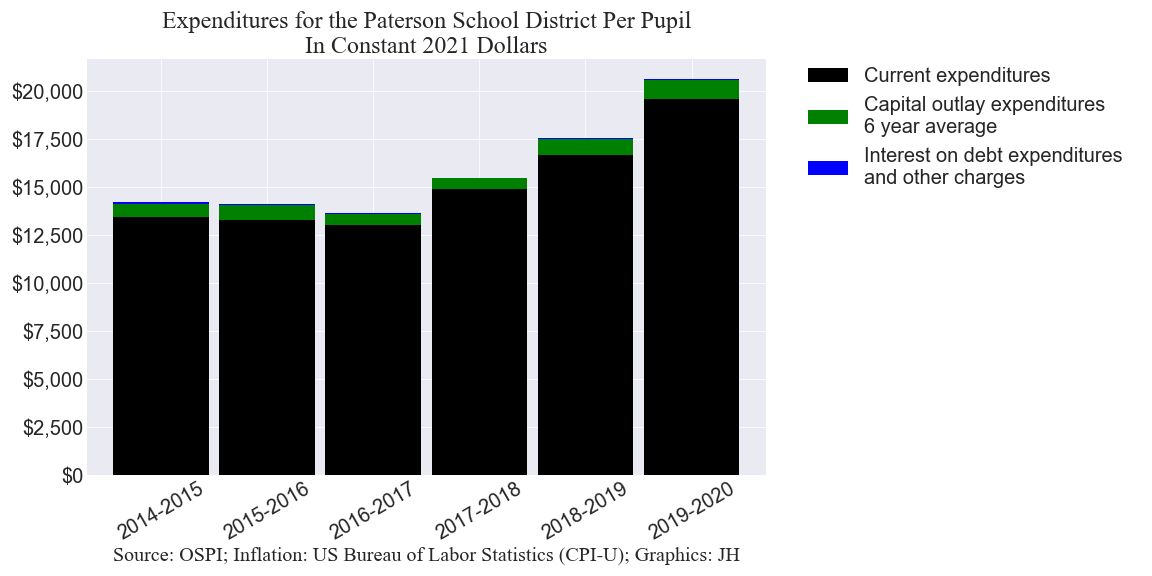 Expenditures for the Paterson School District Per Pupil
In Constant 2021 Dollars
$20,000
$17,500
$15,000
$12,500
$10,000
$7,500
$5,000
$2,500
$0
2014-2015
2015-2016
2016-2017
2017-2018
2018-2019
2019-2020
Current expenditures
Capital outlay expenditures
6 year average
Interest on debt expenditures
and other charges
Source: OSPI; Inflation: US Bureau of Labor Statistics (CPI-U); Graphics: JH